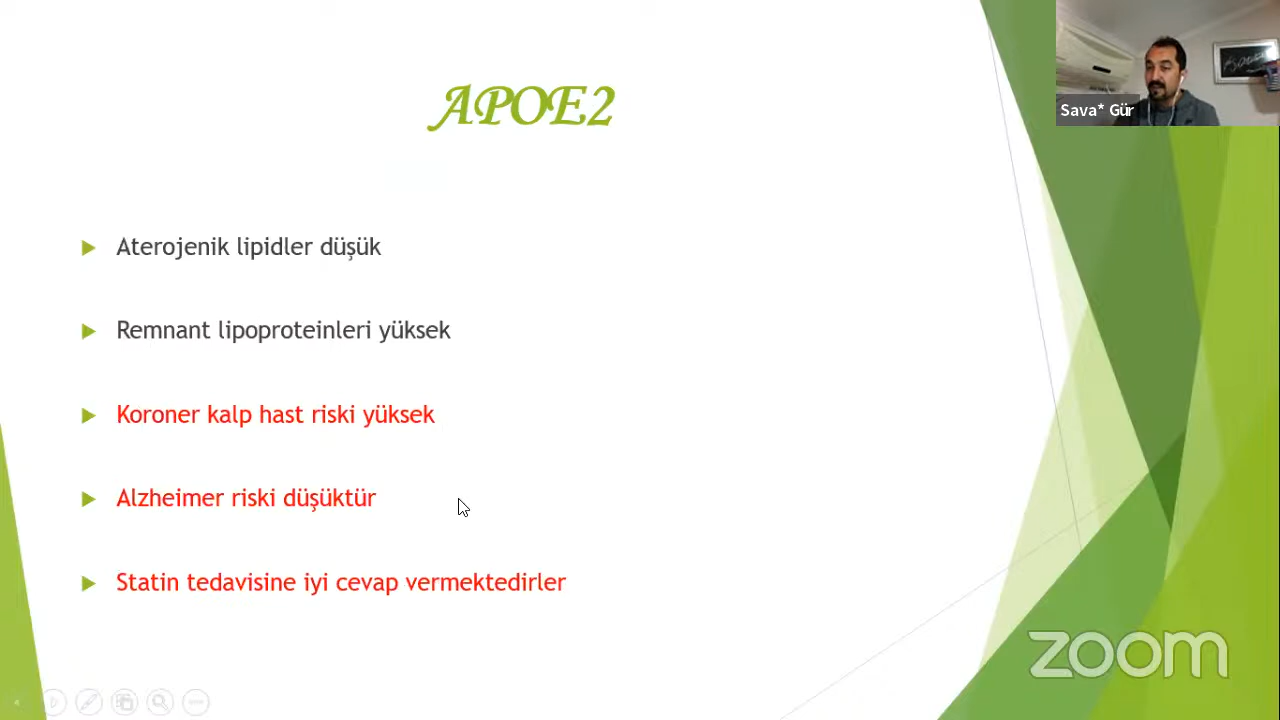 APOE2
Sava* Gür
Aterojenik lipidler düşük
Remnant lipoproteinleri yüksek
Koroner kalp hast riski yüksek
Alzheimer riski düşüktür
Statin tedavisine iyi cevap vermektedirler
zoom